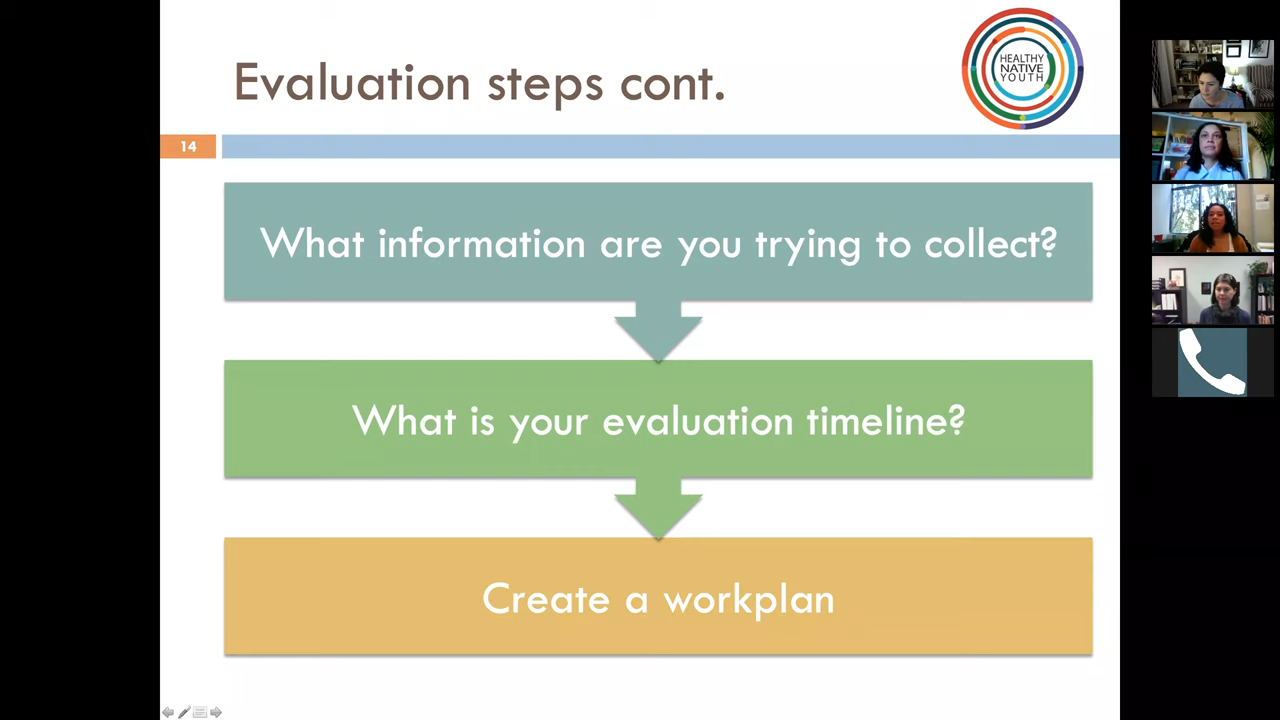 Evaluation steps cont.
HEALTHY
NATIVE
YOUTH
14
What information are you trying to collect?
What is your evaluation timeline?
Create a workplan